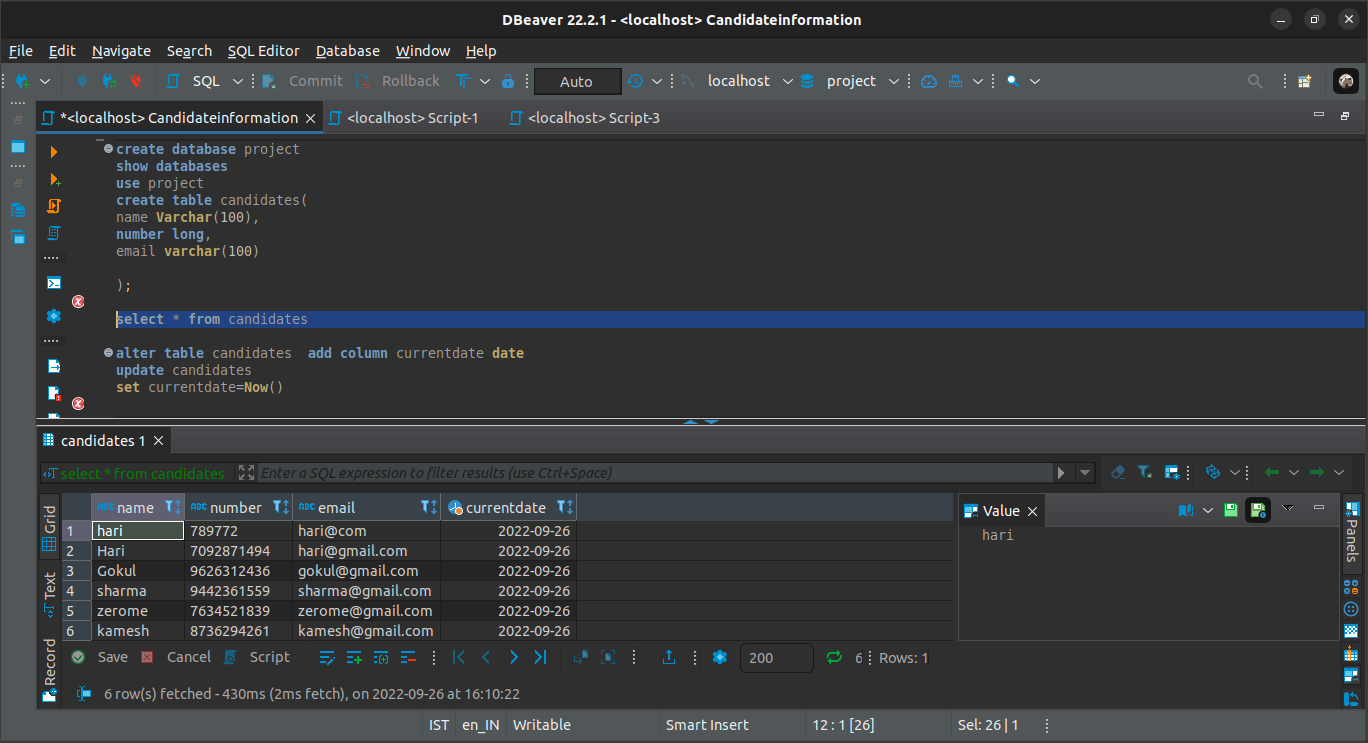 DBeaver 22.2.1 - <localhost> Candidateinformation
File Edit Navigate Search SQL Editor Database Window Help
SQL Commit Rollback Auto localhost project
*<localhost> Candidateinformation <localhost> Script-1 <localhost> Script-3
create database project
show databases
use project
create table candidates(
name Varchar(100),
number long,
email varchar(100)
);
select * from candidates
alter table candidates  add column currentdate date
update candidates
set currentdate=Now()
candidates 1
select * from candidates Enter a SQL expression to filter results (use Ctrl+Space)
Grid
Text
Record
ABC name ABC number ABC email currentdate
1 hari 789772 hari@com 2022-09-26
2 Hari 7092871494 hari@gmail.com 2022-09-26
3 Gokul 9626312436 gokul@gmail.com 2022-09-26
4 sharma 9442361559 sharma@gmail.com 2022-09-26
5 zerome 7634521839 zerome@gmail.com 2022-09-26
6 kamesh 8736294261 kamesh@gmail.com 2022-09-26
Value
hari
Panels
Save Cancel Script 200 6 Rows: 1
6 row(s) fetched - 430ms (2ms fetch), on 2022-09-26 at 16:10:22
IST en_IN Writable Smart Insert 12 : 1 [26] Sel: 26 | 1